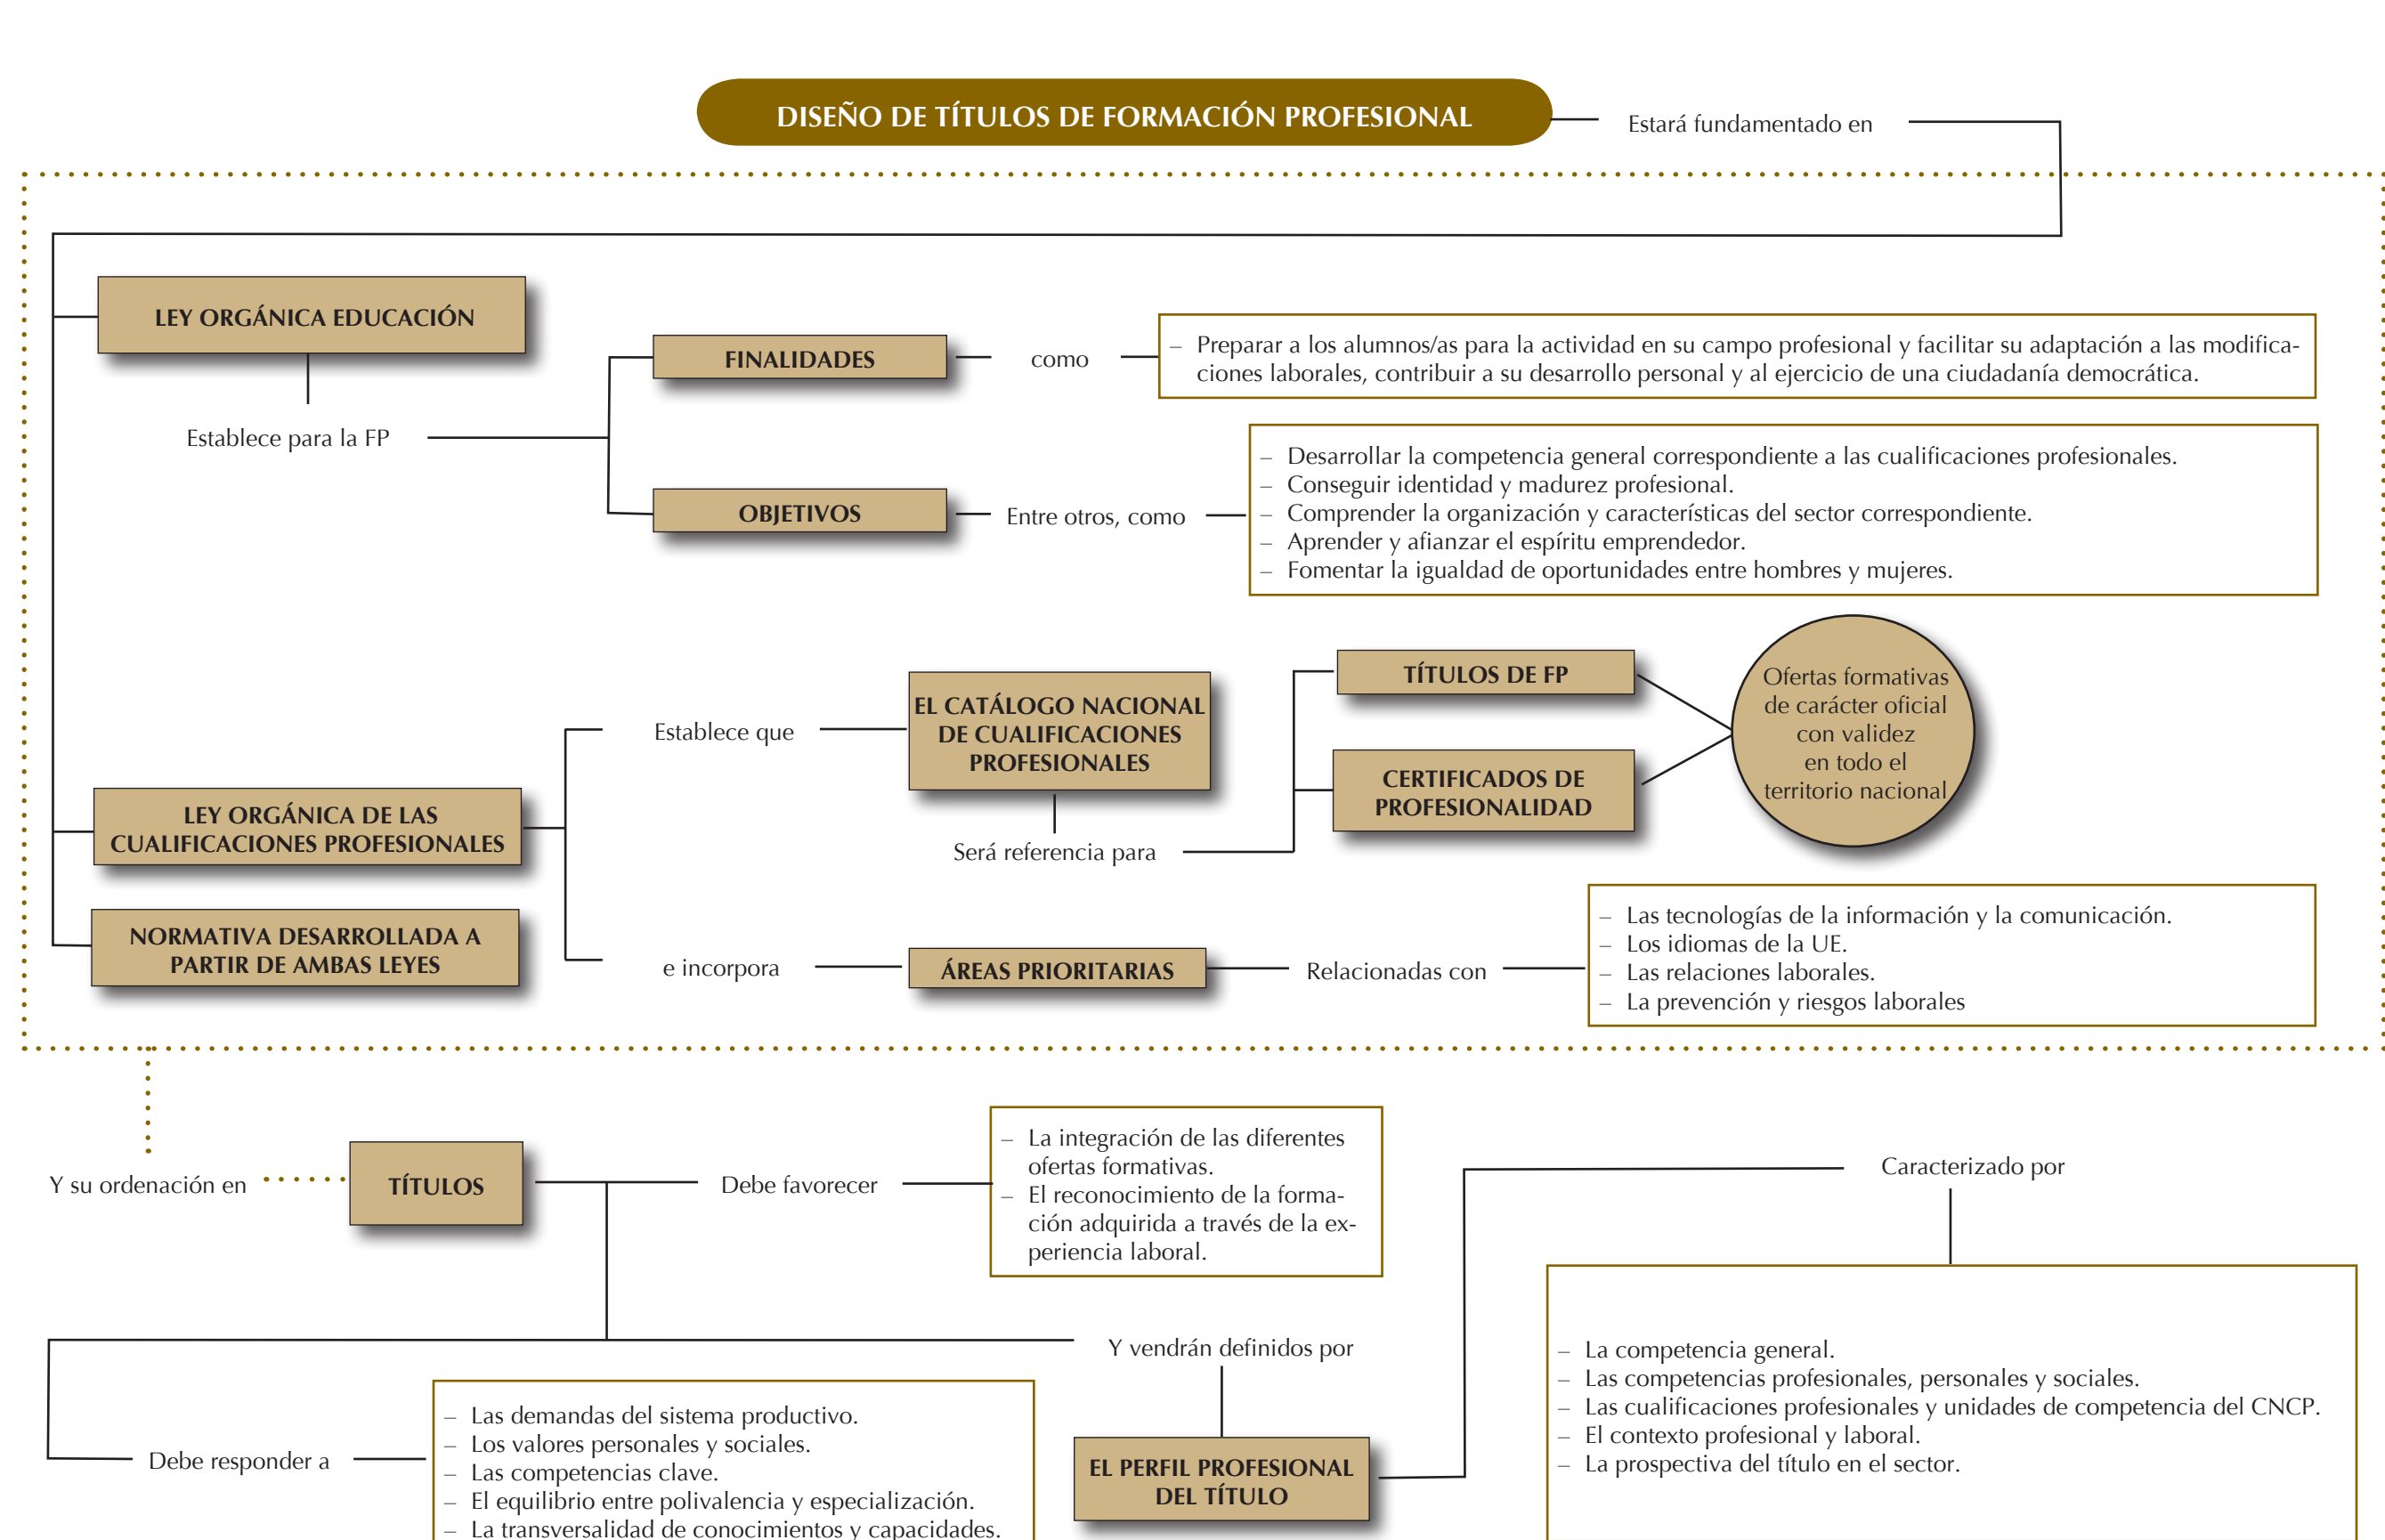 DISEÑO DE TÍTULOS DE FORMACIÓN PROFESIONAL
Estará fundamentado en
LEY ORGÁNICA EDUCACIÓN
Establece para la FP
FINALIDADES
como
– Preparar a los alumnos/as para la actividad en su campo profesional y facilitar su adaptación a las modifica-
ciones laborales, contribuir a su desarrollo personal y al ejercicio de una ciudadanía democrática.
OBJETIVOS
Entre otros, como
– Desarrollar la competencia general correspondiente a las cualificaciones profesionales.
– Conseguir identidad y madurez profesional.
– Comprender la organización y características del sector correspondiente.
– Aprender y afianzar el espíritu emprendedor.
– Fomentar la igualdad de oportunidades entre hombres y mujeres.
LEY ORGÁNICA DE LAS
CUALIFICACIONES PROFESIONALES
Establece que
EL CATÁLOGO NACIONAL
DE CUALIFICACIONES
PROFESIONALES
Será referencia para
TÍTULOS DE FP
CERTIFICADOS DE
PROFESIONALIDAD
Ofertas formativas
de carácter oficial
con validez
en todo el
territorio nacional
e incorpora
ÁREAS PRIORITARIAS
Relacionadas con
– Las tecnologías de la información y la comunicación.
– Los idiomas de la UE.
– Las relaciones laborales.
– La prevención y riesgos laborales
NORMATIVA DESARROLLADA A
PARTIR DE AMBAS LEYES
Y su ordenación en
TÍTULOS
Debe favorecer
– La integración de las diferentes
ofertas formativas.
– El reconocimiento de la forma-
ción adquirida a través de la ex-
periencia laboral.
Debe responder a
– Las demandas del sistema productivo.
– Los valores personales y sociales.
– Las competencias clave.
– El equilibrio entre polivalencia y especialización.
– La transversalidad de conocimientos y capacidades.
Y vendrán definidos por
EL PERFIL PROFESIONAL
DEL TÍTULO
Caracterizado por
– La competencia general.
– Las competencias profesionales, personales y sociales.
– Las cualificaciones profesionales y unidades de competencia del CNCP.
– El contexto profesional y laboral.
– La prospectiva del título en el sector.